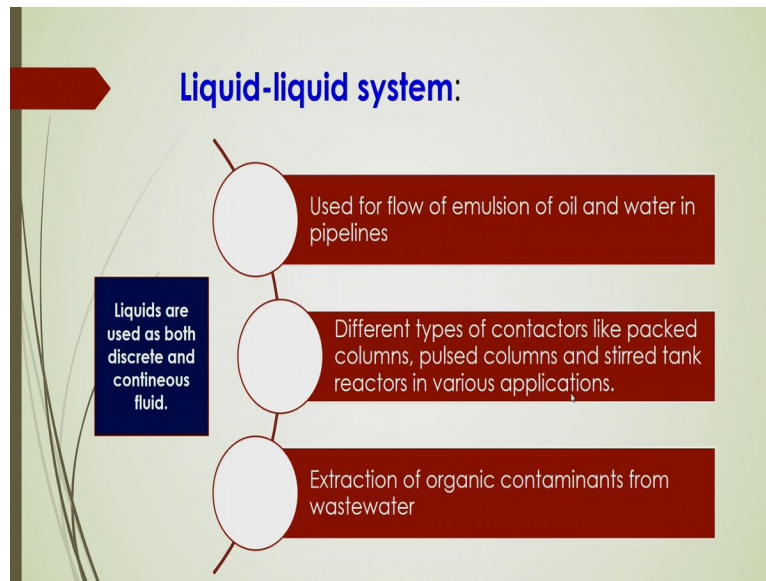 Liquid-liquid system:
Used for flow of emulsion of oil and water in
pipelines
Liquids are
used as both
discrete and
contineous
fluid.
Different types of contactors like packed
columns, pulsed columns and stirred tank
reactors in various applications.
Extraction of organic contaminants from
wastewater